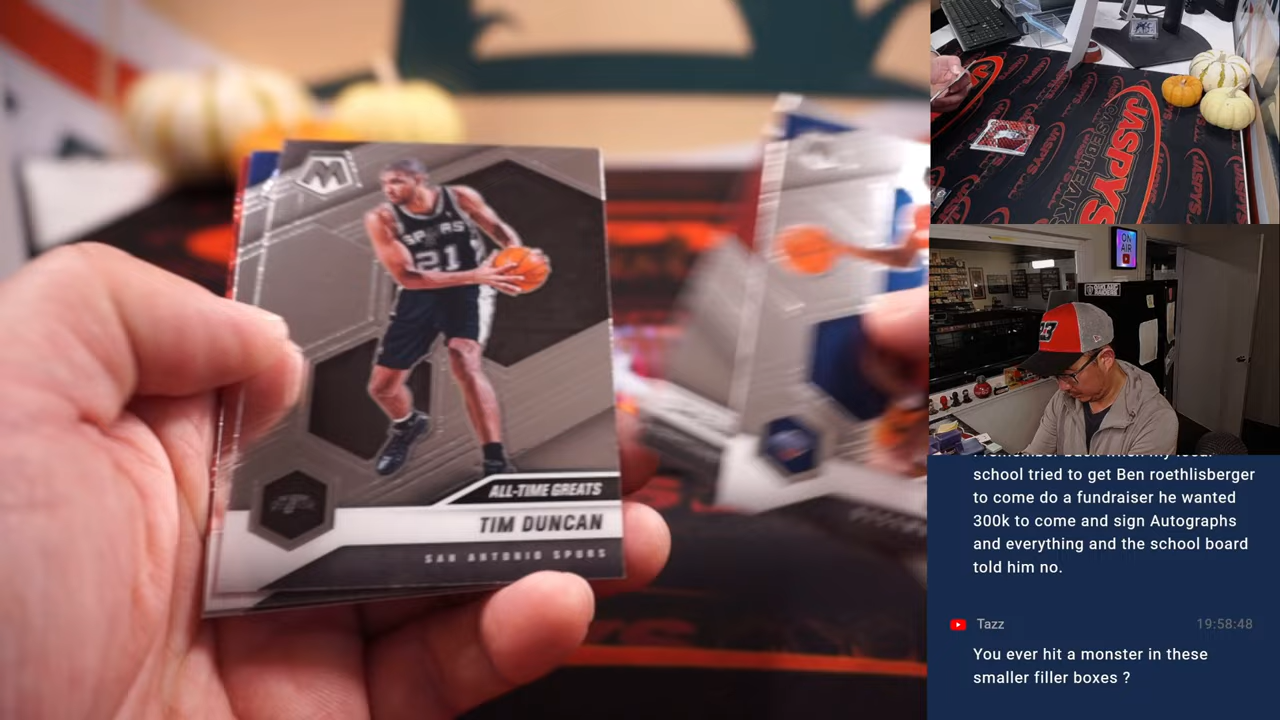 M
SPURS
21
ALL-TIME GREATS
TIM DUNCAN
SAN ANTONIO SPURS
JASPYS
CASEBREAKS
ON
AIR
school tried to get Ben roethlisberger
to come do a fundraiser he wanted
300k to come and sign Autographs
and everything and the school board
told him no.
Tazz 19:58:48
You ever hit a monster in these
smaller filler boxes ?